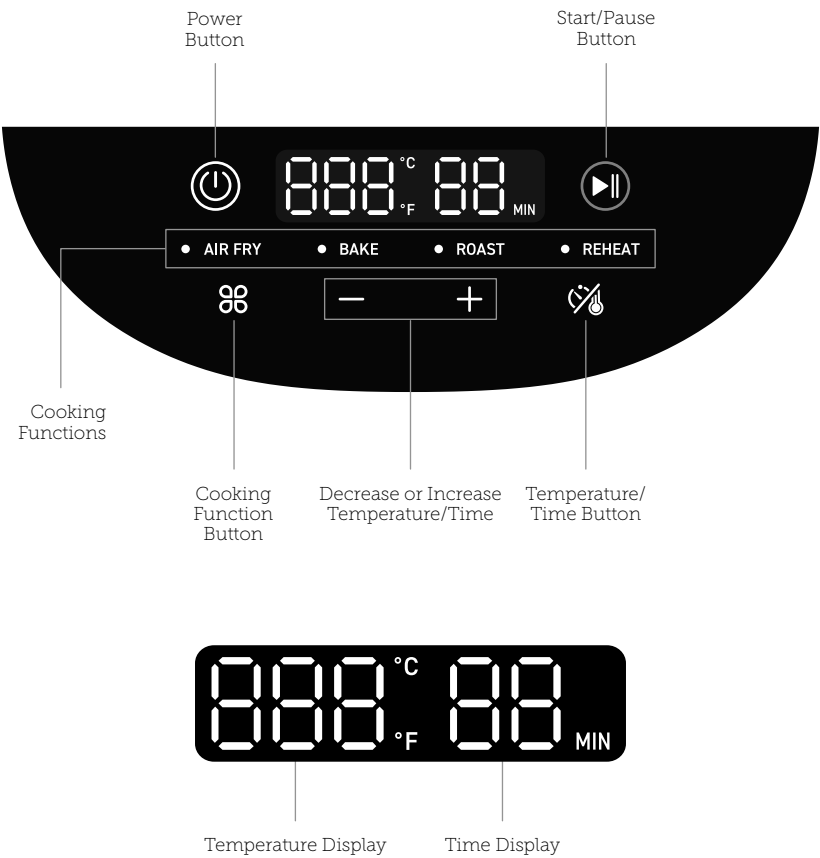 Power
Button
Start/Pause
Button
888 °C °F 88 MIN
AIR FRY BAKE ROAST REHEAT
Cooking
Functions
Cooking
Function
Button
Decrease or Increase
Temperature/Time
Temperature/
Time Button
888 °C °F 88 MIN
Temperature Display
Time Display